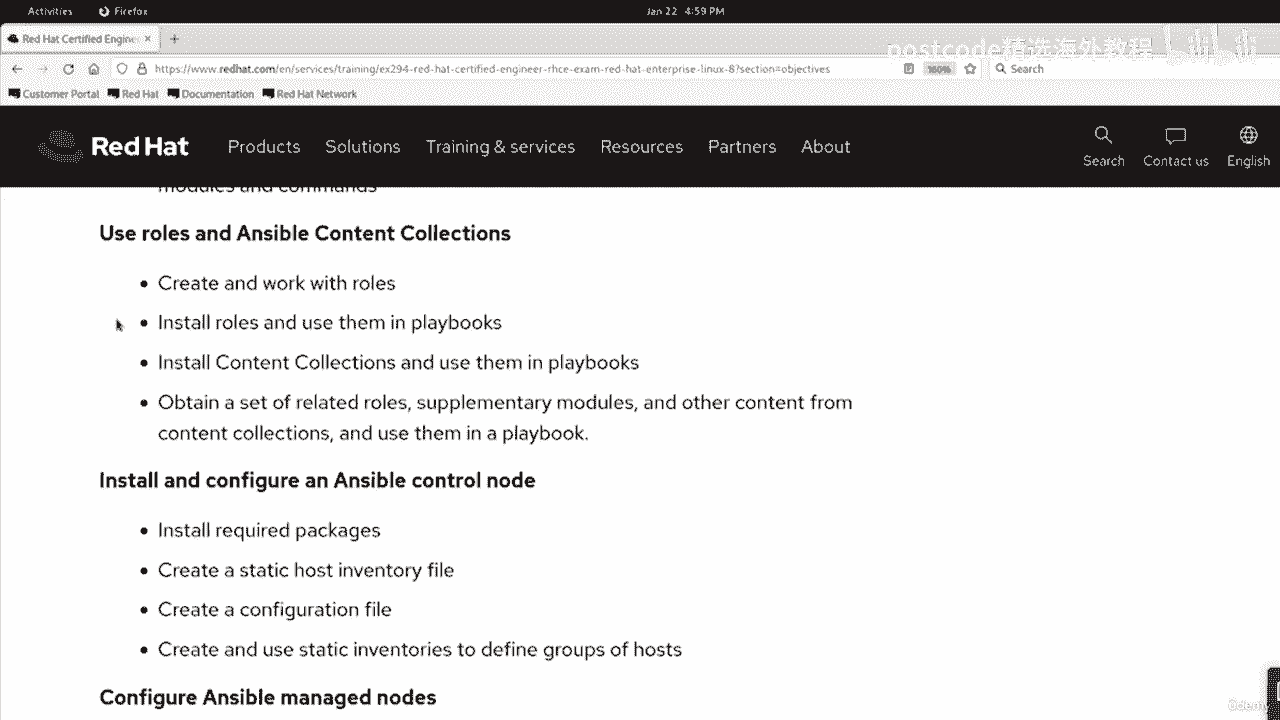 Activities Firefox Jan 22 4:59 PM
Red Hat Certified Engine
postcode精选海外教程 bilibili
https://www.redhat.com/en/services/training/ex294-red-hat-certified-engineer-rhce-exam-red-hat-enterprise-linux-8?section=objectives 160% Search
Customer Portal Red Hat Documentation Red Hat Network
Red Hat Products Solutions Training & services Resources Partners About Search Contact us English
modules and commands
Use roles and Ansible Content Collections
• Create and work with roles
• Install roles and use them in playbooks
• Install Content Collections and use them in playbooks
• Obtain a set of related roles, supplementary modules, and other content from
content collections, and use them in a playbook.
Install and configure an Ansible control node
• Install required packages
• Create a static host inventory file
• Create a configuration file
• Create and use static inventories to define groups of hosts
Configure Ansible managed nodes
Udemy